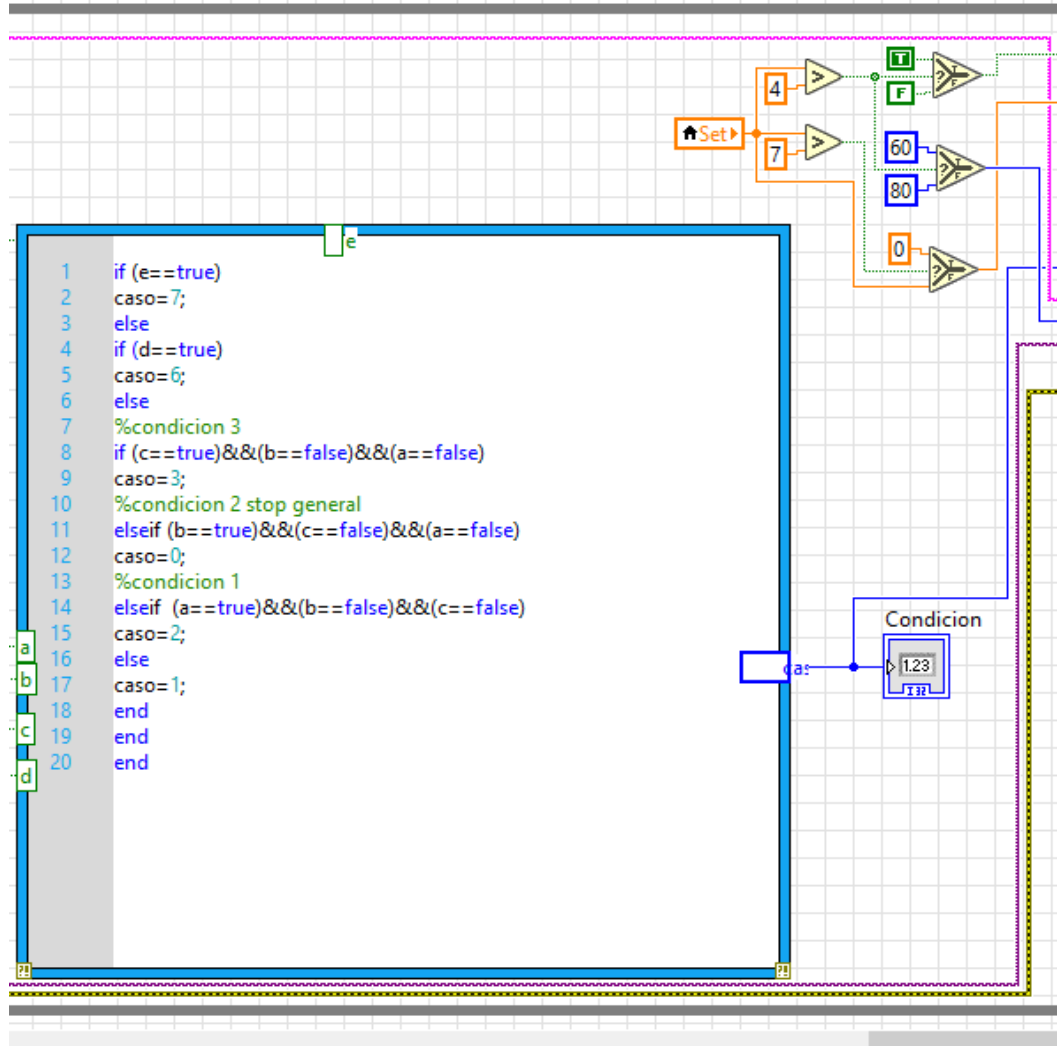 T
4
F
Set
7
60
80
0
e
1 if (e==true)
2 caso=7;
3 else
4 if (d==true)
5 caso=6;
6 else
7 %condicion 3
8 if (c==true)&&(b==false)&&(a==false)
9 caso=3;
10 %condicion 2 stop general
11 elseif (b==true)&&(c==false)&&(a==false)
12 caso=0;
13 %condicion 1
14 elseif  (a==true)&&(b==false)&&(c==false)
15 caso=2;
16 else
17 caso=1;
18 end
19 end
20 end
a
b
c
d
Condicion
1.23
I32